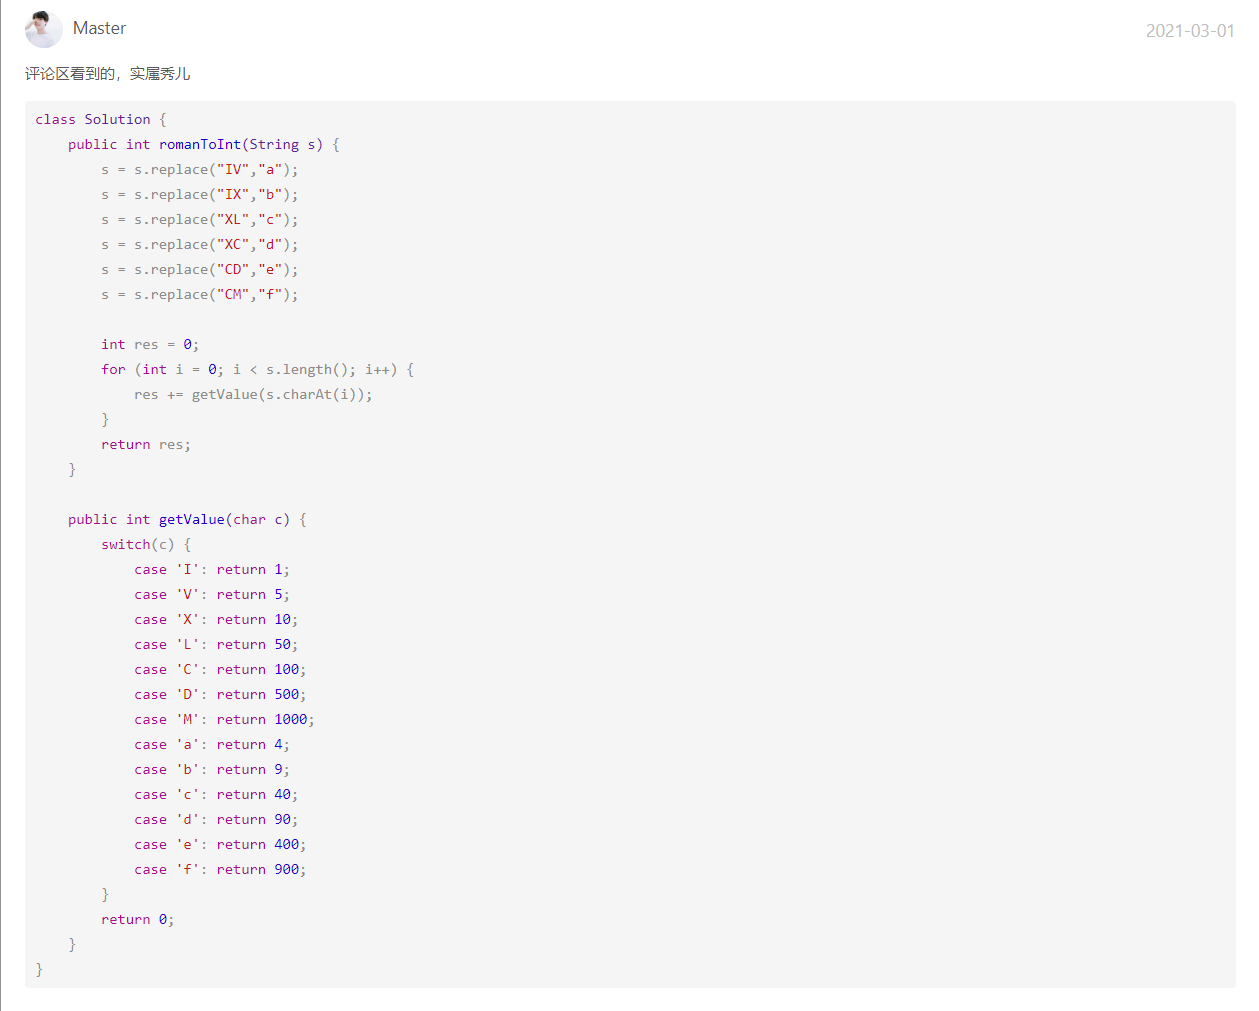 Master
2021-03-01
评论区看到的，实属秀儿
class Solution {
    public int romanToInt(String s) {
        s = s.replace("IV","a");
        s = s.replace("IX","b");
        s = s.replace("XL","c");
        s = s.replace("XC","d");
        s = s.replace("CD","e");
        s = s.replace("CM","f");

        int res = 0;
        for (int i = 0; i < s.length(); i++) {
            res += getValue(s.charAt(i));
        }
        return res;
    }

    public int getValue(char c) {
        switch(c) {
            case 'I': return 1;
            case 'V': return 5;
            case 'X': return 10;
            case 'L': return 50;
            case 'C': return 100;
            case 'D': return 500;
            case 'M': return 1000;
            case 'a': return 4;
            case 'b': return 9;
            case 'c': return 40;
            case 'd': return 90;
            case 'e': return 400;
            case 'f': return 900;
        }
        return 0;
    }
}